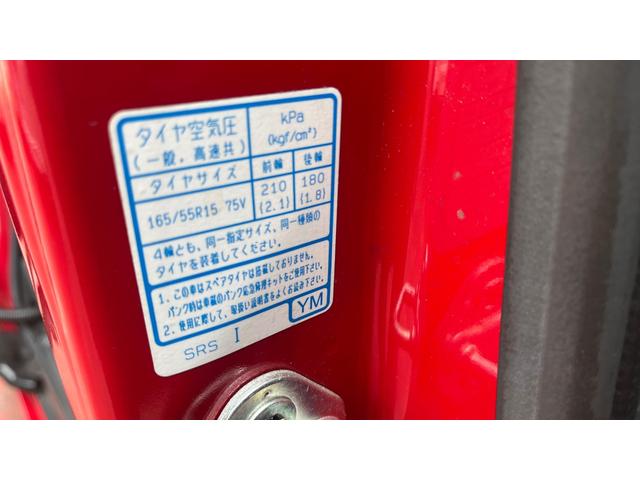 タイヤ空気圧
(一般，高速共)
kPa
(kgf/cm²)
タイヤサイズ
前輪
後輪
165/55R15 75V
210
(2.1)
180
(1.8)
4輪とも、同一指定サイズ、同一種類の
タイヤを装着してください。
1．この車はスペアタイヤは搭載しておりません。
パンク時は車載のパンク応急修理キットをご使用下さい。
2．使用に際して、取扱い説明書をよくお読み下さい。
YM
SRS I